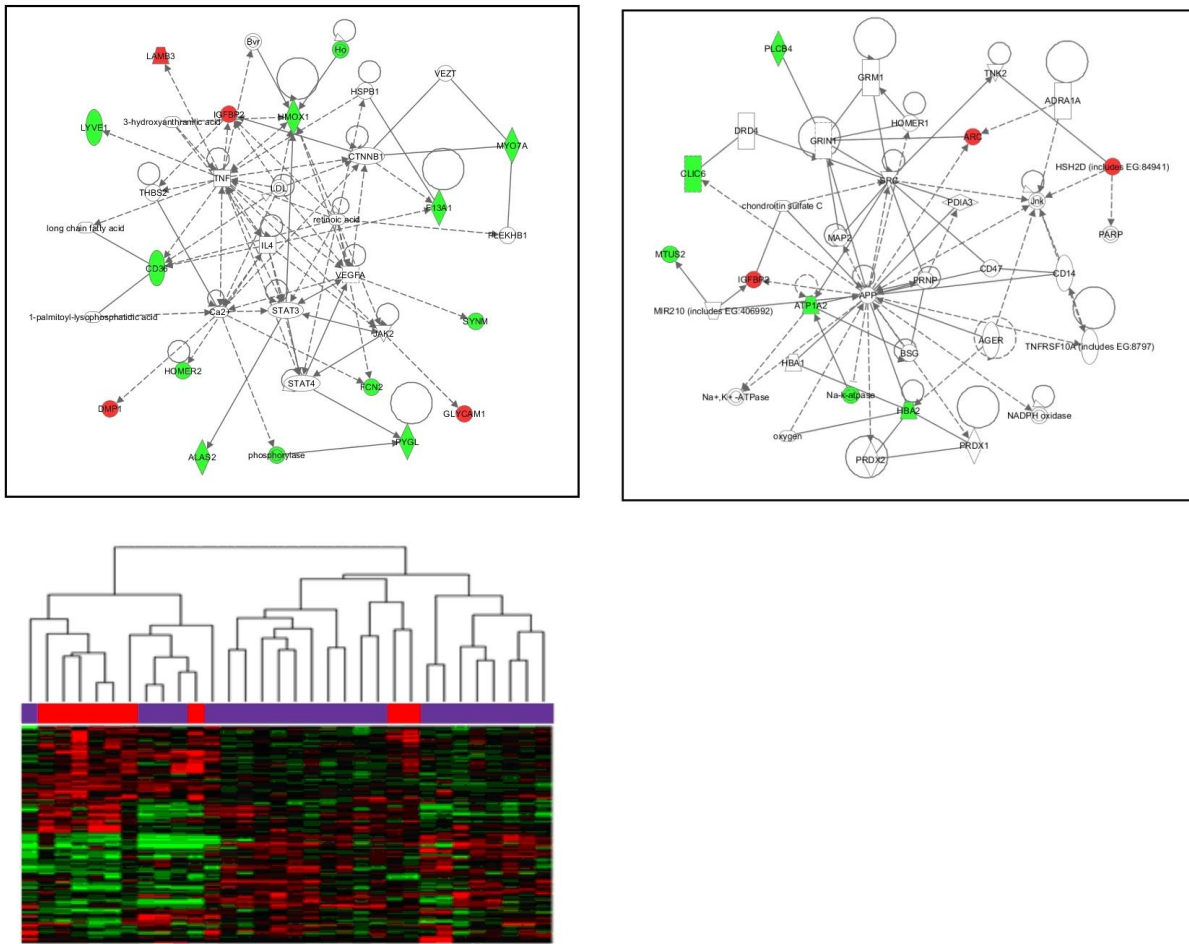 LAMB3
Bvr
Ho
VEZT
HSPB1
LYVE1
3-hydroxyanthranilic acid
IGFBP2
HMOX1
MYO7A
CTNNB1
TNF
LDL
THBS2
F13A1
retinoic acid
long chain fatty acid
PLEKHB1
IL4
CD36
VEGFA
1-palmitoyl-lysophosphatidic acid
Ca2+
STAT3
SYNM
JAK2
HOMER2
STAT4
FCN2
DMP1
GLYCAM1
PYGL
ALAS2
phosphorylase
PLCB4
GRM1
TNK2
ADRA1A
HOMER1
DRD4
GRIN1
ARC
CLIC6
SRC
HSH2D (includes EG:84941)
chondroitin sulfate C
PDIA3
Jnk
MAP2
PARP
MTUS2
IGFBP2
CD47
CD14
PRNP
APP
ATP1A2
MIR210 (includes EG:406992)
AGER
TNFRSF10A (includes EG:8797)
BSG
HBA1
Na+,K+ -ATPase
Na-k-atpase
HBA2
NADPH oxidase
oxygen
PRDX1
PRDX2